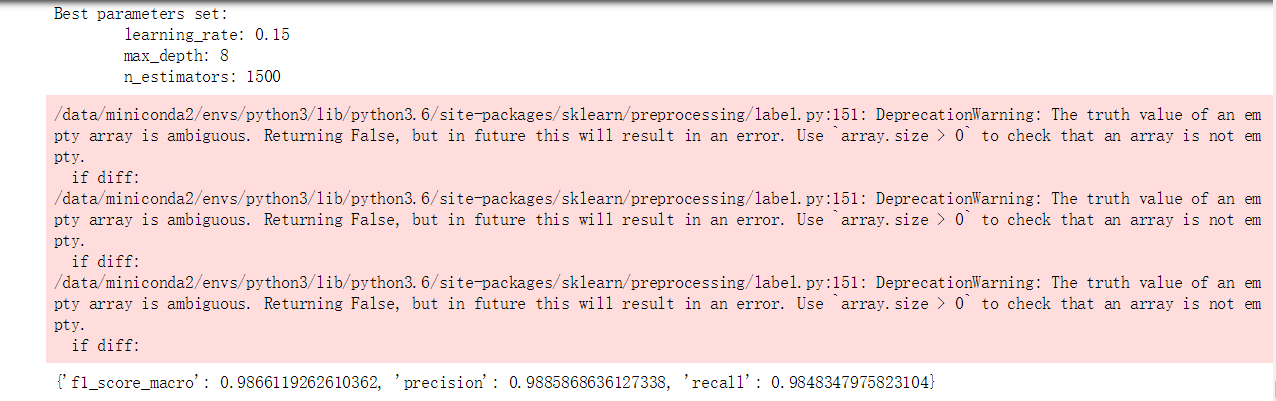 Best parameters set:
learning_rate: 0.15
max_depth: 8
n_estimators: 1500
/data/miniconda2/envs/python3/lib/python3.6/site-packages/sklearn/preprocessing/label.py:151: DeprecationWarning: The truth value of an em
pty array is ambiguous. Returning False, but in future this will result in an error. Use `array.size > 0` to check that an array is not em
pty.
if diff:
/data/miniconda2/envs/python3/lib/python3.6/site-packages/sklearn/preprocessing/label.py:151: DeprecationWarning: The truth value of an em
pty array is ambiguous. Returning False, but in future this will result in an error. Use `array.size > 0` to check that an array is not em
pty.
if diff:
/data/miniconda2/envs/python3/lib/python3.6/site-packages/sklearn/preprocessing/label.py:151: DeprecationWarning: The truth value of an em
pty array is ambiguous. Returning False, but in future this will result in an error. Use `array.size > 0` to check that an array is not em
pty.
if diff:
{'f1_score_macro': 0.9866119262610362, 'precision': 0.9885868636127338, 'recall': 0.9848347975823104}